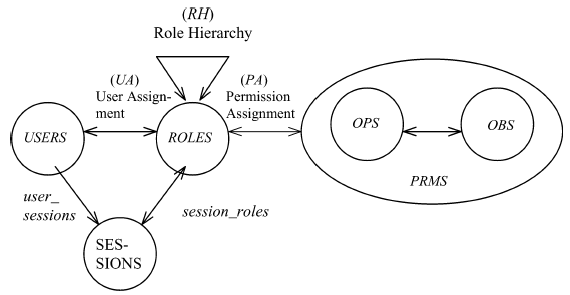 (RH)
Role Hierarchy
(UA)
User Assign-
ment
(PA)
Permission
Assignment
USERS
ROLES
OPS
OBS
PRMS
user_
sessions
session_roles
SES-
SIONS